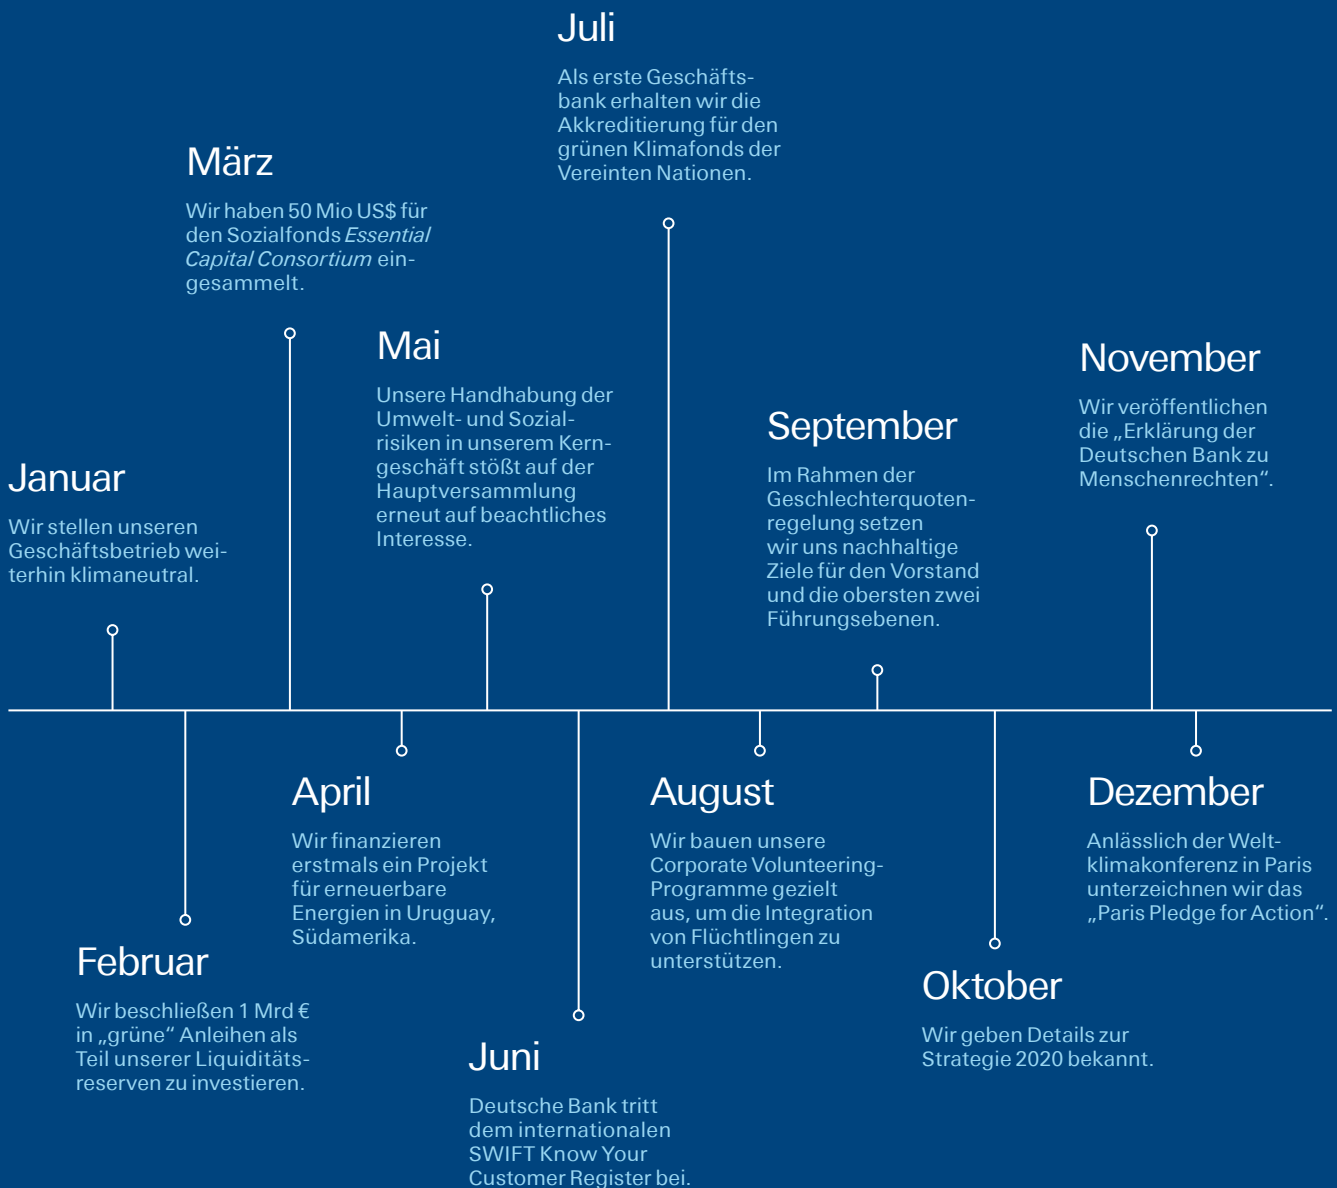 Januar
Wir stellen unseren
Geschäftsbetrieb wei-
terhin klimaneutral.
Februar
Wir beschließen 1 Mrd €
in „grüne“ Anleihen als
Teil unserer Liquiditäts-
reserven zu investieren.
März
Wir haben 50 Mio US$ für
den Sozialfonds Essential
Capital Consortium ein-
gesammelt.
April
Wir finanzieren
erstmals ein Projekt
für erneuerbare
Energien in Uruguay,
Südamerika.
Mai
Unsere Handhabung der
Umwelt- und Sozial-
risiken in unserem Kern-
geschäft stößt auf der
Hauptversammlung
erneut auf beachtliches
Interesse.
Juni
Deutsche Bank tritt
dem internationalen
SWIFT Know Your
Customer Register bei.
Juli
Als erste Geschäfts-
bank erhalten wir die
Akkreditierung für den
grünen Klimafonds der
Vereinten Nationen.
August
Wir bauen unsere
Corporate Volunteering-
Programme gezielt
aus, um die Integration
von Flüchtlingen zu
unterstützen.
September
Im Rahmen der
Geschlechterquoten-
regelung setzen
wir uns nachhaltige
Ziele für den Vorstand
und die obersten zwei
Führungsebenen.
Oktober
Wir geben Details zur
Strategie 2020 bekannt.
November
Wir veröffentlichen
die „Erklärung der
Deutschen Bank zu
Menschenrechten“.
Dezember
Anlässlich der Welt-
klimakonferenz in Paris
unterzeichnen wir das
„Paris Pledge for Action“.